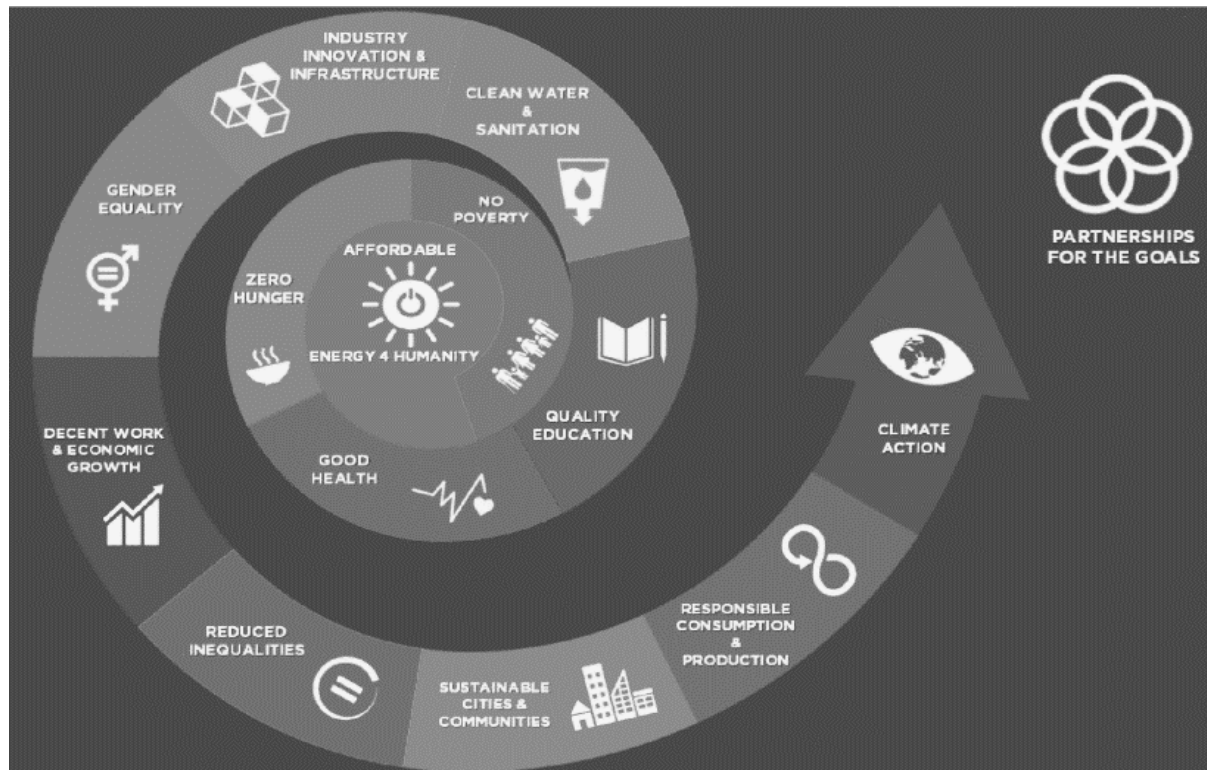 AFFORDABLE
ENERGY 4 HUMANITY
NO
POVERTY
ZERO
HUNGER
GOOD
HEALTH
QUALITY
EDUCATION
CLEAN WATER
&
SANITATION
INDUSTRY
INNOVATION &
INFRASTRUCTURE
GENDER
EQUALITY
DECENT WORK
& ECONOMIC
GROWTH
REDUCED
INEQUALITIES
SUSTAINABLE
CITIES &
COMMUNITIES
RESPONSIBLE
CONSUMPTION
&
PRODUCTION
CLIMATE
ACTION
PARTNERSHIPS
FOR THE GOALS